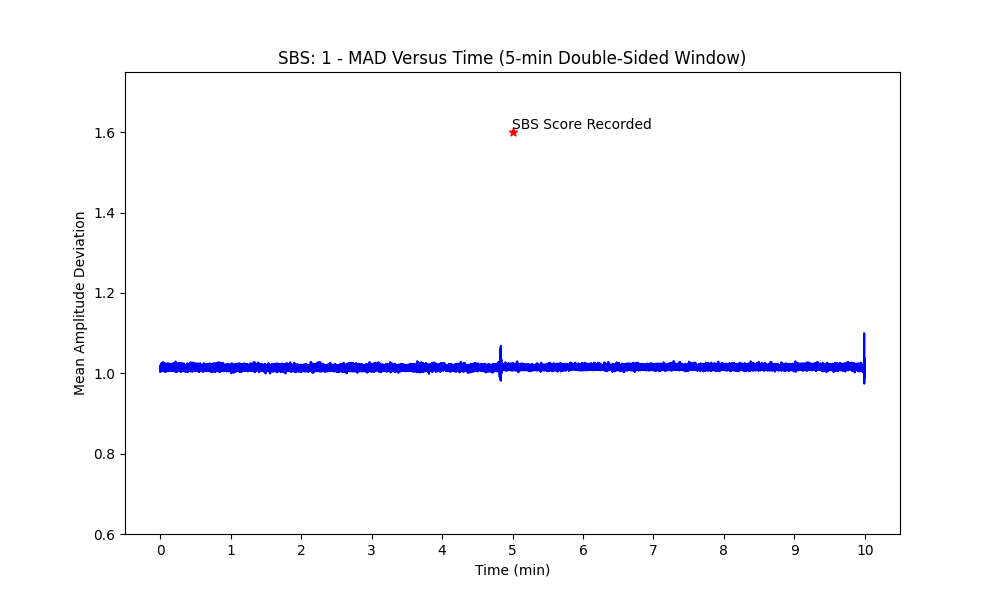 SBS: 1 - MAD Versus Time (5-min Double-Sided Window)
SBS Score Recorded
Mean Amplitude Deviation
1.6
1.4
1.2
1.0
0.8
0.6
0 1 2 3 4 5 6 7 8 9 10
Time (min)